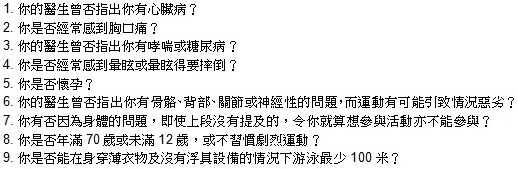 1. 你的醫生曾否指出你有心臟病？
2. 你是否經常感到胸口痛？
3. 你的醫生曾否指出你有哮喘或糖尿病？
4. 你是否經常感到暈眩或暈眩得要摔倒？
5. 你是否懷孕？
6. 你的醫生曾否指出你有骨骼、背部、關節或神經性的問題，而運動有可能引致情況惡劣？
7. 你有否因為身體的問題，即使上段沒有提及的，令你就算想參與活動亦不能參與？
8. 你是否年滿 70 歲或未滿 12 歲，或不習慣劇烈運動？
9. 你是否能在身穿薄衣物及沒有浮具設備的情況下游泳最少 100 米？